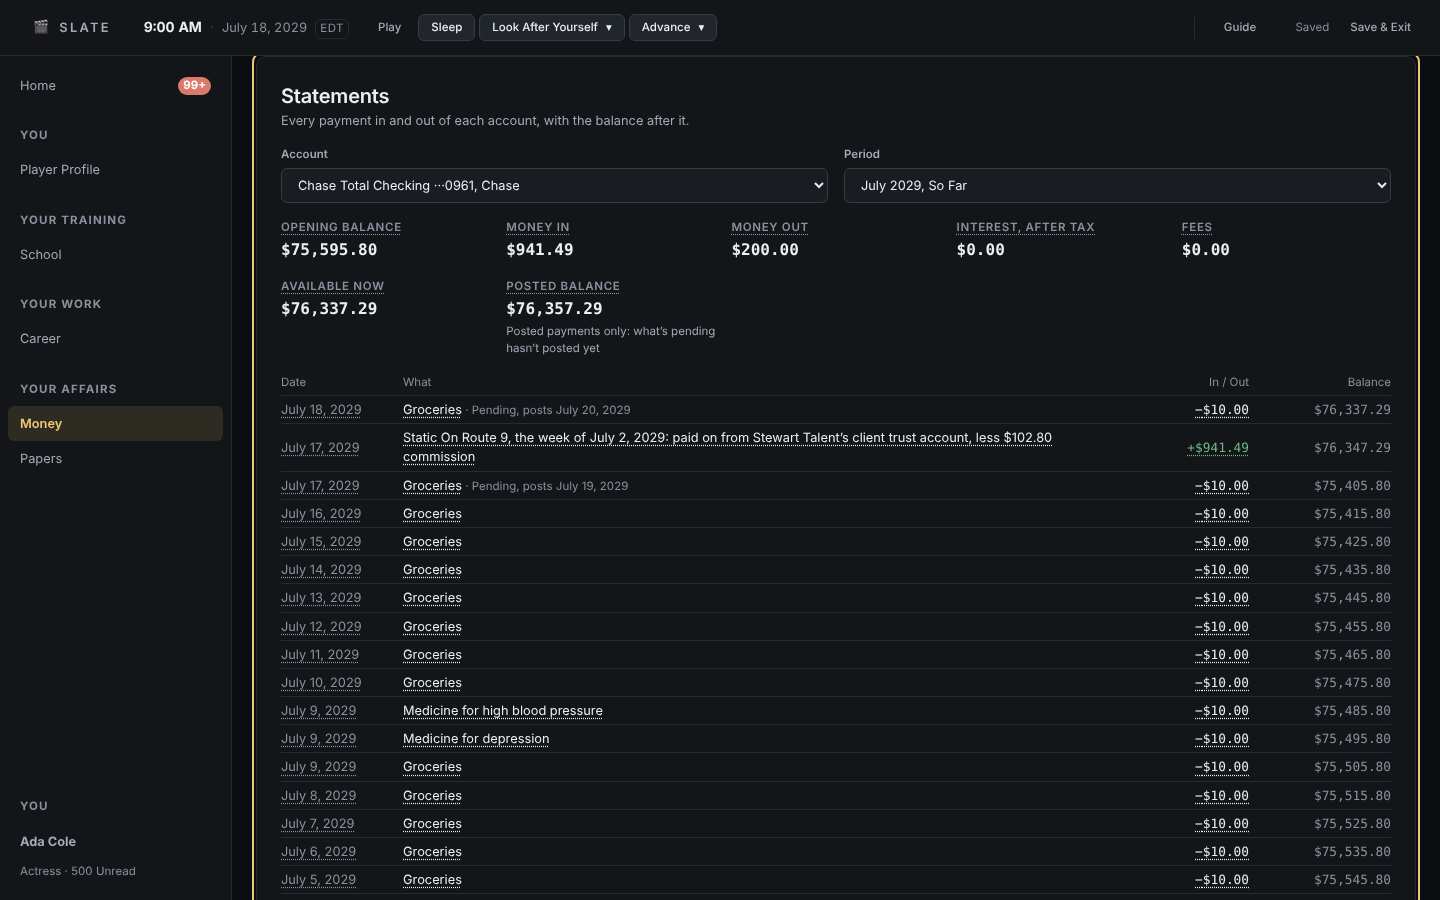 SLATE
9:00 AM · July 18, 2029 EDT
Play
Sleep
Look After Yourself ▾
Advance ▾
Guide
Saved
Save & Exit
Home
99+
YOU
Player Profile
YOUR TRAINING
School
YOUR WORK
Career
YOUR AFFAIRS
Money
Papers
YOU
Ada Cole
Actress · 500 Unread
Statements
Every payment in and out of each account, with the balance after it.
Account
Period
Chase Total Checking ···0961, Chase
July 2029, So Far
OPENING BALANCE
$75,595.80
MONEY IN
$941.49
MONEY OUT
$200.00
INTEREST, AFTER TAX
$0.00
FEES
$0.00
AVAILABLE NOW
$76,337.29
POSTED BALANCE
$76,357.29
Posted payments only: what's pending
hasn't posted yet
Date What In / Out Balance
July 18, 2029 Groceries · Pending, posts July 20, 2029 −$10.00 $76,337.29
July 17, 2029 Static On Route 9, the week of July 2, 2029: paid on from Stewart Talent's client trust account, less $102.80
commission +$941.49 $76,347.29
July 17, 2029 Groceries · Pending, posts July 19, 2029 −$10.00 $75,405.80
July 16, 2029 Groceries −$10.00 $75,415.80
July 15, 2029 Groceries −$10.00 $75,425.80
July 14, 2029 Groceries −$10.00 $75,435.80
July 13, 2029 Groceries −$10.00 $75,445.80
July 12, 2029 Groceries −$10.00 $75,455.80
July 11, 2029 Groceries −$10.00 $75,465.80
July 10, 2029 Groceries −$10.00 $75,475.80
July 9, 2029 Medicine for high blood pressure −$10.00 $75,485.80
July 9, 2029 Medicine for depression −$10.00 $75,495.80
July 9, 2029 Groceries −$10.00 $75,505.80
July 8, 2029 Groceries −$10.00 $75,515.80
July 7, 2029 Groceries −$10.00 $75,525.80
July 6, 2029 Groceries −$10.00 $75,535.80
July 5, 2029 Groceries −$10.00 $75,545.80